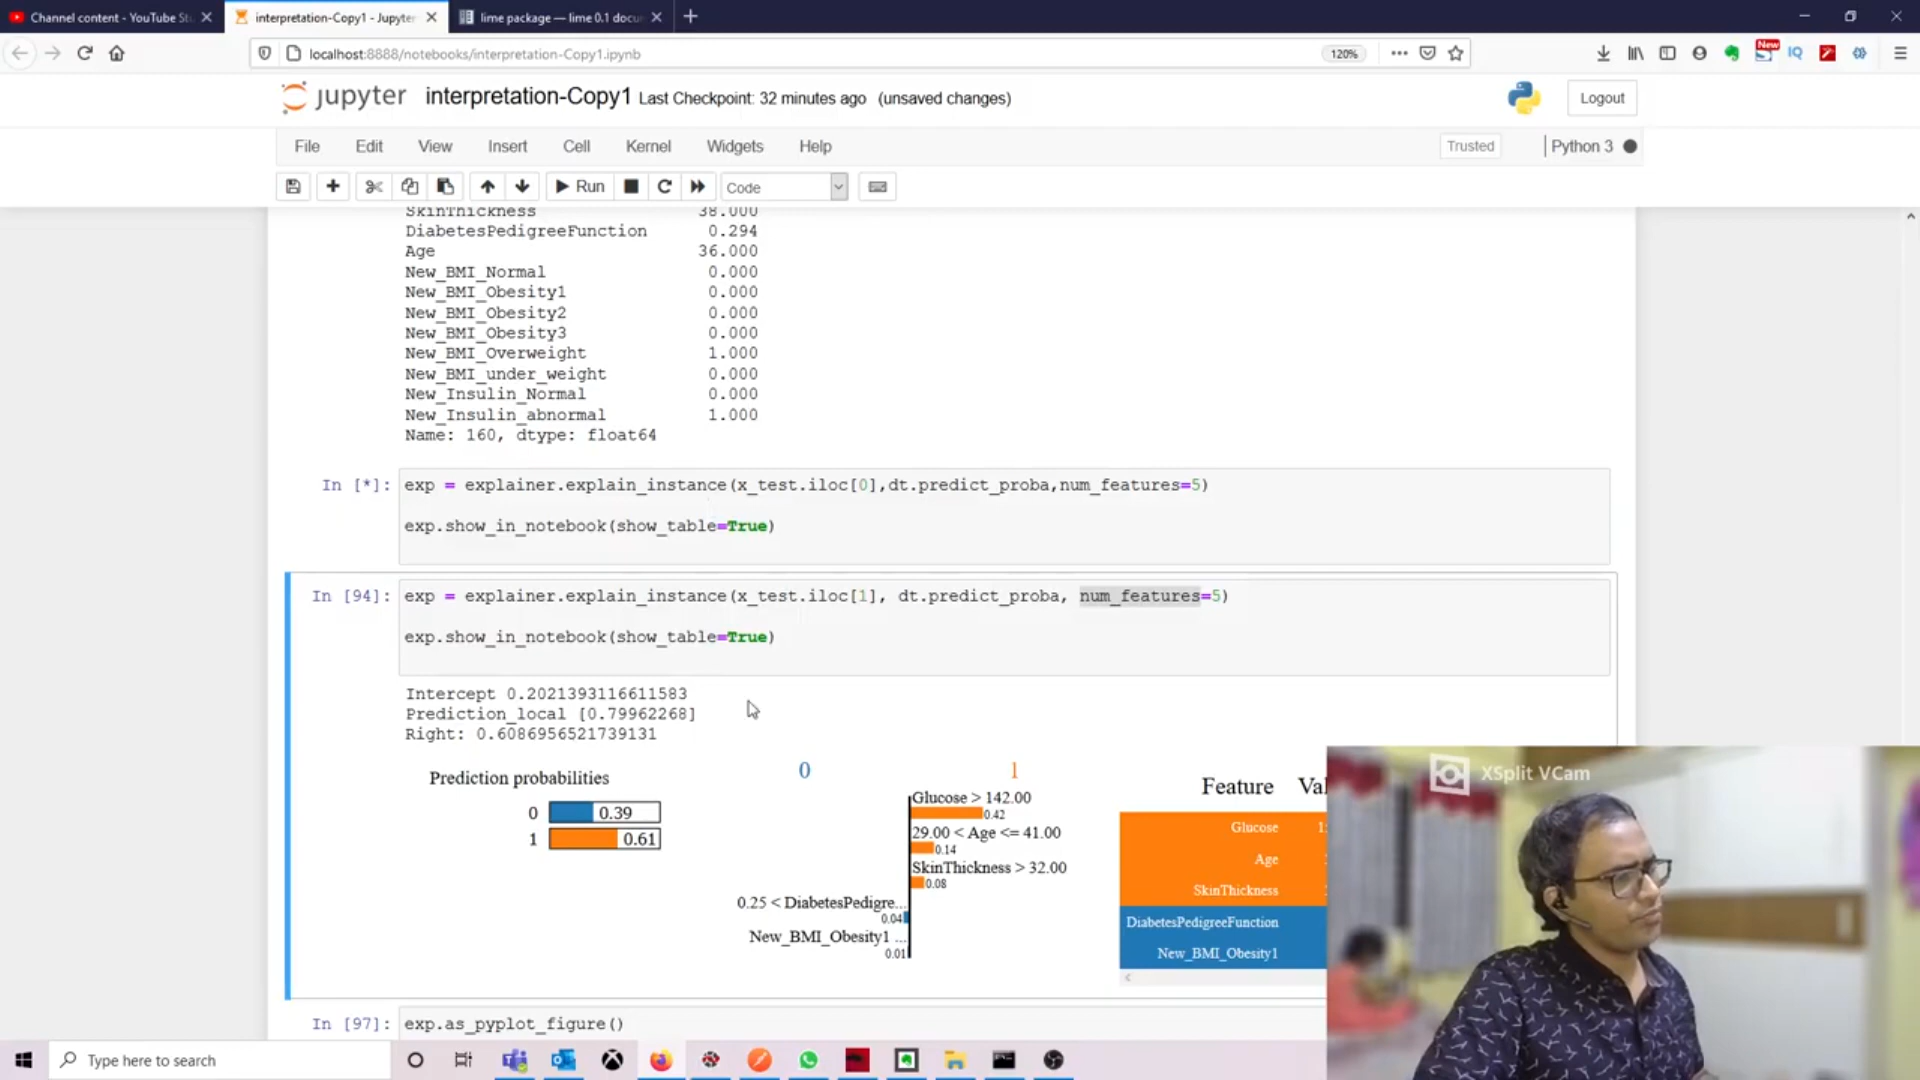 Channel content - YouTube St
interpretation-Copy1 - Jupyter
lime package — lime 0.1 docu
localhost:8888/notebooks/interpretation-Copy1.ipynb
120%
New
IQ
jupyter
interpretation-Copy1
Last Checkpoint: 32 minutes ago (unsaved changes)
Logout
File Edit View Insert Cell Kernel Widgets Help
Trusted
Python 3
Run
Code
SkinThickness 38.000
DiabetesPedigreeFunction 0.294
Age 36.000
New_BMI_Normal 0.000
New_BMI_Obesity1 0.000
New_BMI_Obesity2 0.000
New_BMI_Obesity3 0.000
New_BMI_Overweight 1.000
New_BMI_under_weight 0.000
New_Insulin_Normal 0.000
New_Insulin_abnormal 1.000
Name: 160, dtype: float64
In [*]: exp = explainer.explain_instance(x_test.iloc[0],dt.predict_proba,num_features=5)
exp.show_in_notebook(show_table=True)
In [94]: exp = explainer.explain_instance(x_test.iloc[1], dt.predict_proba, num_features=5)
exp.show_in_notebook(show_table=True)
Intercept 0.2021393116611583
Prediction_local [0.79962268]
Right: 0.6086956521739131
Prediction probabilities
0 0.39
1 0.61
0 1
Glucose > 142.00
0.42
29.00 < Age <= 41.00
0.14
SkinThickness > 32.00
0.08
0.25 < DiabetesPedigre...
0.04
New_BMI_Obesity1 ...
0.01
Feature Val
Glucose 1
Age
SkinThickness
DiabetesPedigreeFunction
New_BMI_Obesity1
XSplit VCam
In [97]: exp.as_pyplot_figure()
Type here to search